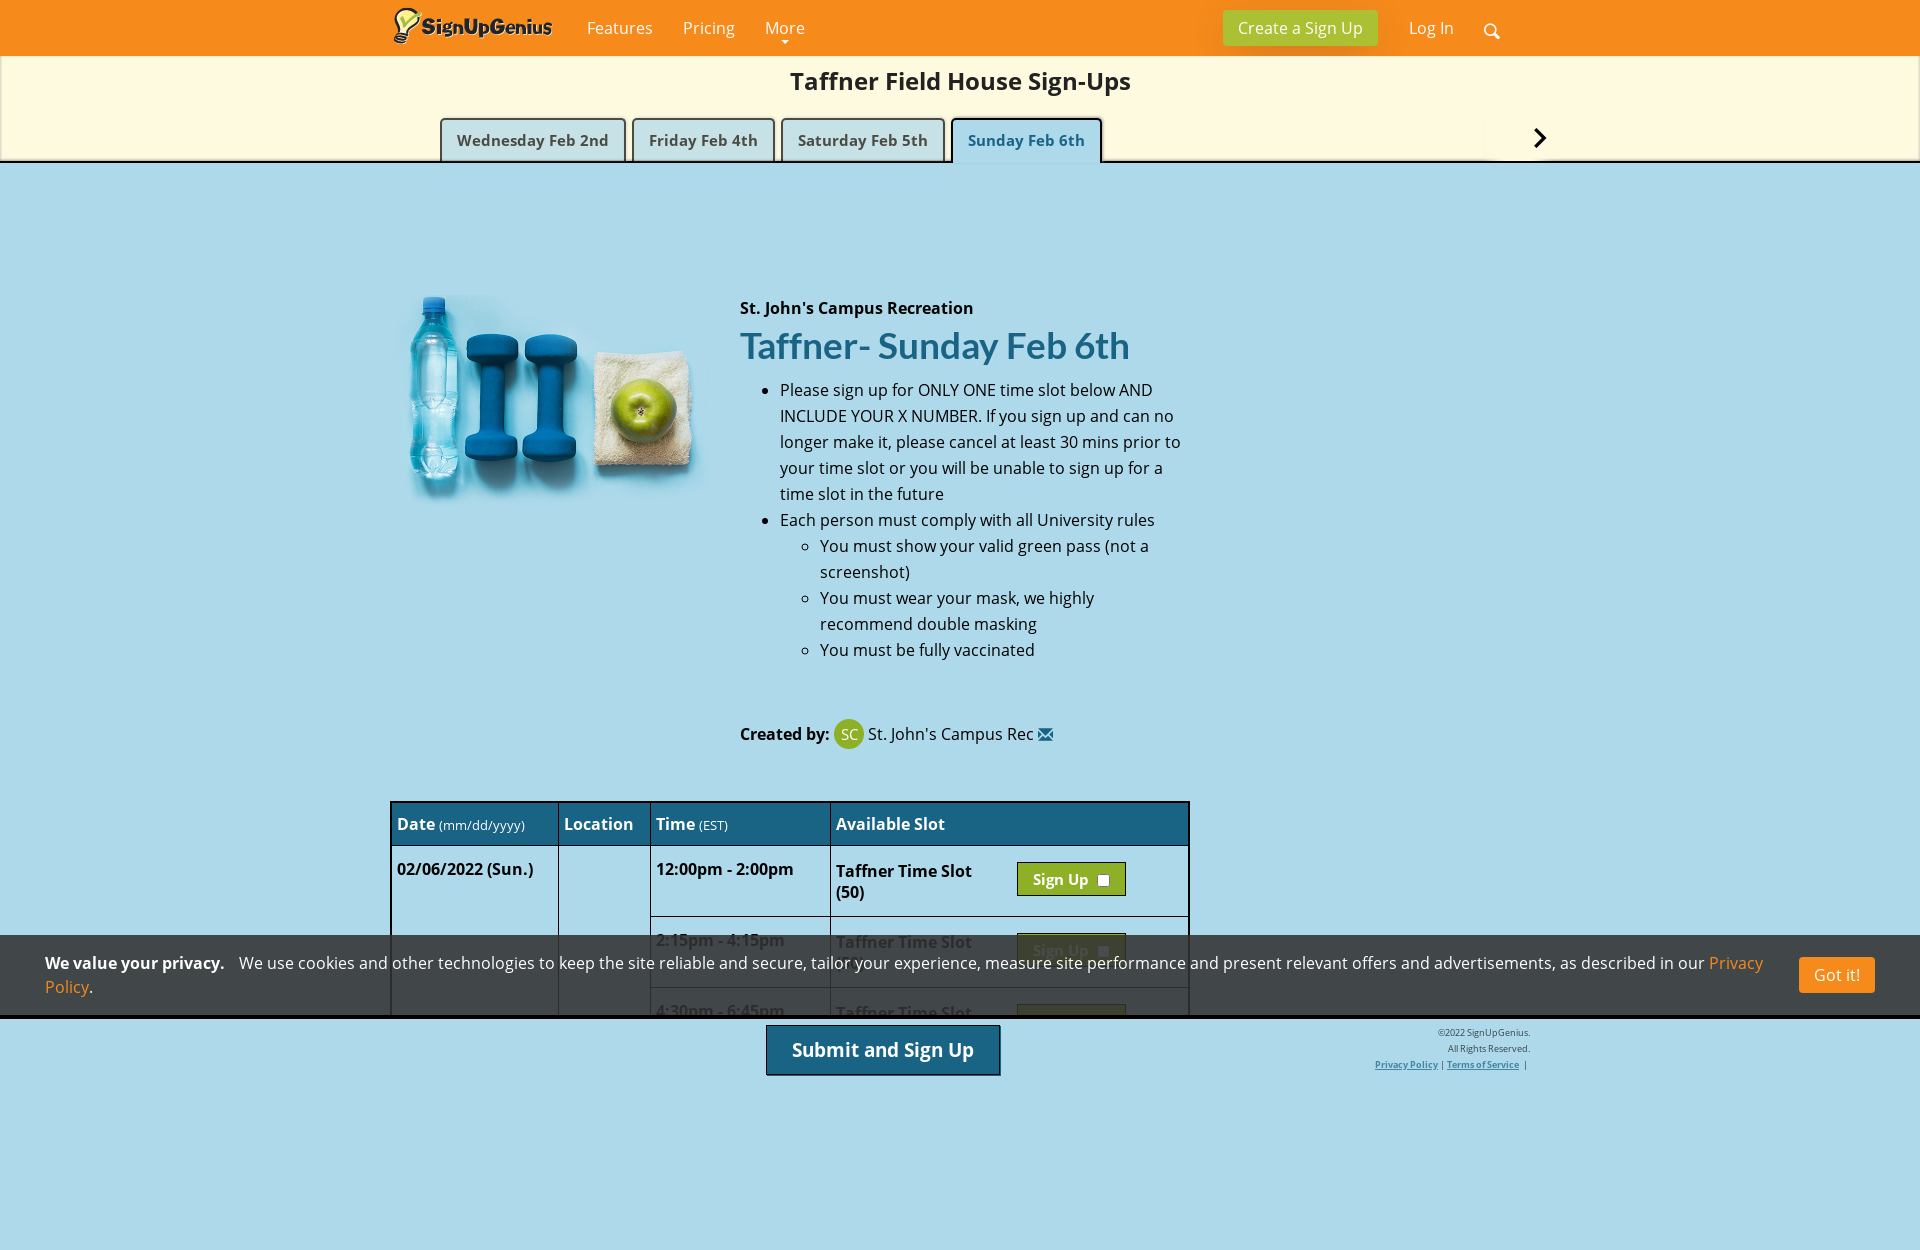 SignUpGenius Features Pricing More Create a Sign Up Log In
Taffner Field House Sign-Ups
Wednesday Feb 2nd Friday Feb 4th Saturday Feb 5th Sunday Feb 6th
St. John's Campus Recreation
Taffner- Sunday Feb 6th
Please sign up for ONLY ONE time slot below AND
INCLUDE YOUR X NUMBER. If you sign up and can no
longer make it, please cancel at least 30 mins prior to
your time slot or you will be unable to sign up for a
time slot in the future
Each person must comply with all University rules
You must show your valid green pass (not a
screenshot)
You must wear your mask, we highly
recommend double masking
You must be fully vaccinated
Created by: SC St. John's Campus Rec
Date (mm/dd/yyyy) Location Time (EST) Available Slot
02/06/2022 (Sun.) 12:00pm - 2:00pm Taffner Time Slot Sign Up
(50)
2:15pm - 4:15pm Taffner Time Slot Sign Up
We value your privacy. We use cookies and other technologies to keep the site reliable and secure, tailor your experience, measure site performance and present relevant offers and advertisements, as described in our Privacy
Policy. Got it!
4:30pm - 6:45pm Taffner Time Slot
Submit and Sign Up
©2022 SignUpGenius.
All Rights Reserved.
Privacy Policy | Terms of Service |